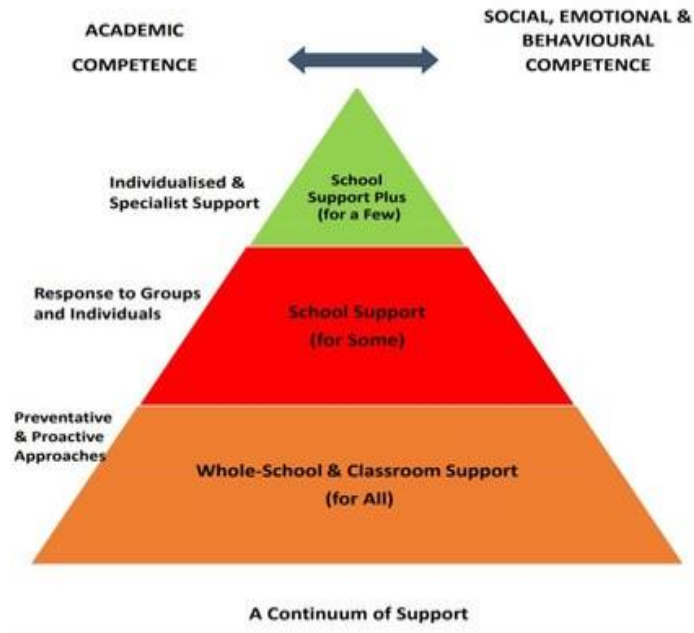 ACADEMIC
COMPETENCE
SOCIAL, EMOTIONAL &
BEHAVIOURAL
COMPETENCE
Individualised &
Specialist Support
School
Support Plus
(for a Few)
Response to Groups
and Individuals
School Support
(for Some)
Preventative
& Proactive
Approaches
Whole-School & Classroom Support
(for All)
A Continuum of Support